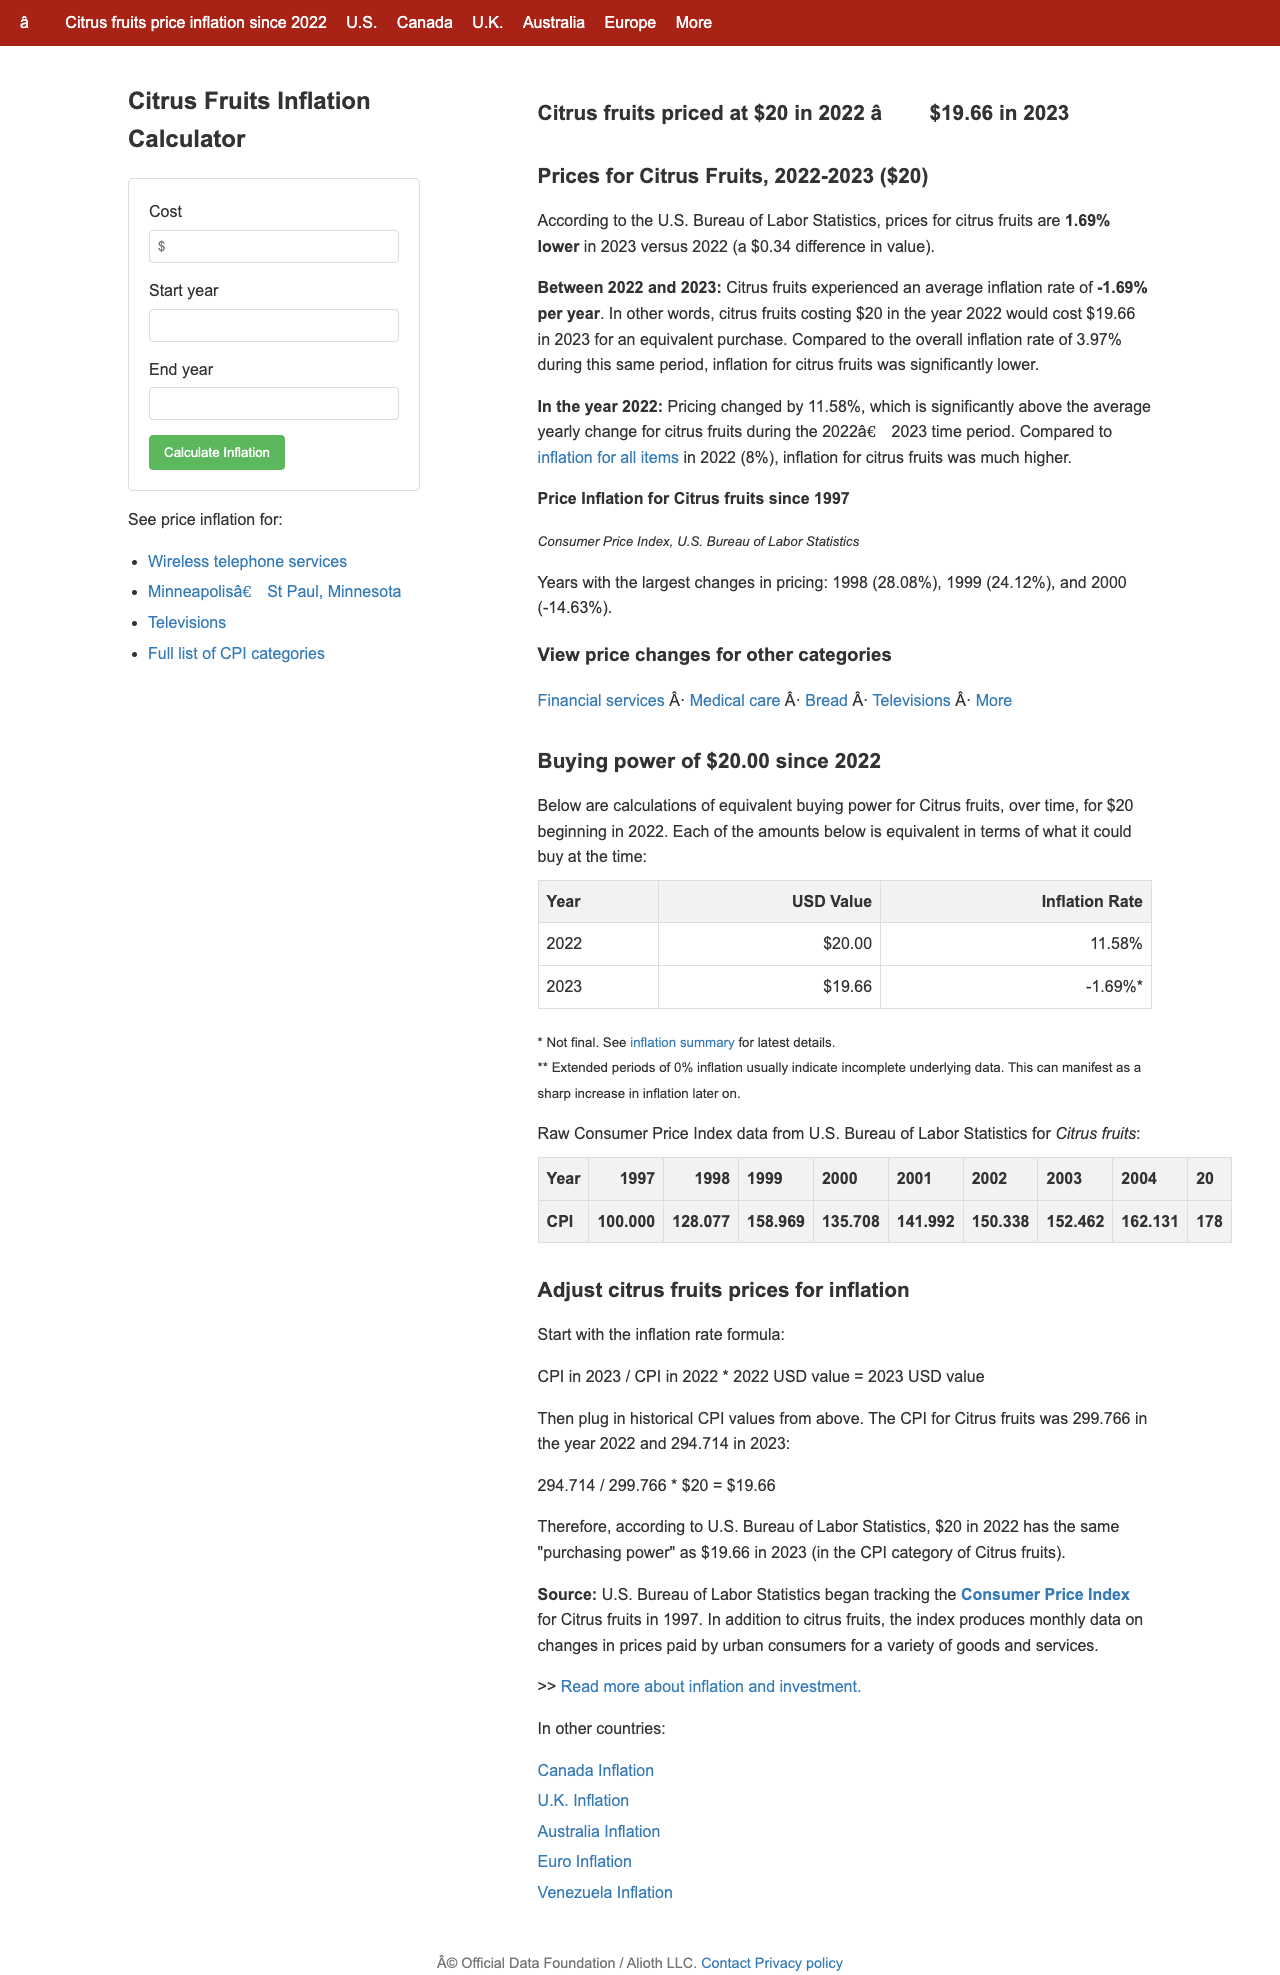 â Citrus fruits price inflation since 2022 U.S. Canada U.K. Australia Europe More
Citrus Fruits Inflation
Calculator
Cost
$
Start year
End year
Calculate Inflation
See price inflation for:
• Wireless telephone services
• Minneapolisâ€ St Paul, Minnesota
• Televisions
• Full list of CPI categories
Citrus fruits priced at $20 in 2022 â $19.66 in 2023
Prices for Citrus Fruits, 2022-2023 ($20)
According to the U.S. Bureau of Labor Statistics, prices for citrus fruits are 1.69%
lower in 2023 versus 2022 (a $0.34 difference in value).
Between 2022 and 2023: Citrus fruits experienced an average inflation rate of -1.69%
per year. In other words, citrus fruits costing $20 in the year 2022 would cost $19.66
in 2023 for an equivalent purchase. Compared to the overall inflation rate of 3.97%
during this same period, inflation for citrus fruits was significantly lower.
In the year 2022: Pricing changed by 11.58%, which is significantly above the average
yearly change for citrus fruits during the 2022â€ 2023 time period. Compared to
inflation for all items in 2022 (8%), inflation for citrus fruits was much higher.
Price Inflation for Citrus fruits since 1997
Consumer Price Index, U.S. Bureau of Labor Statistics
Years with the largest changes in pricing: 1998 (28.08%), 1999 (24.12%), and 2000
(-14.63%).
View price changes for other categories
Financial services Â· Medical care Â· Bread Â· Televisions Â· More
Buying power of $20.00 since 2022
Below are calculations of equivalent buying power for Citrus fruits, over time, for $20
beginning in 2022. Each of the amounts below is equivalent in terms of what it could
buy at the time:
Year USD Value Inflation Rate
2022 $20.00 11.58%
2023 $19.66 -1.69%*
* Not final. See inflation summary for latest details.
** Extended periods of 0% inflation usually indicate incomplete underlying data. This can manifest as a
sharp increase in inflation later on.
Raw Consumer Price Index data from U.S. Bureau of Labor Statistics for Citrus fruits:
Year 1997 1998 1999 2000 2001 2002 2003 2004 20
CPI 100.000 128.077 158.969 135.708 141.992 150.338 152.462 162.131 178
Adjust citrus fruits prices for inflation
Start with the inflation rate formula:
CPI in 2023 / CPI in 2022 * 2022 USD value = 2023 USD value
Then plug in historical CPI values from above. The CPI for Citrus fruits was 299.766 in
the year 2022 and 294.714 in 2023:
294.714 / 299.766 * $20 = $19.66
Therefore, according to U.S. Bureau of Labor Statistics, $20 in 2022 has the same
"purchasing power" as $19.66 in 2023 (in the CPI category of Citrus fruits).
Source: U.S. Bureau of Labor Statistics began tracking the Consumer Price Index
for Citrus fruits in 1997. In addition to citrus fruits, the index produces monthly data on
changes in prices paid by urban consumers for a variety of goods and services.
>> Read more about inflation and investment.
In other countries:
Canada Inflation
U.K. Inflation
Australia Inflation
Euro Inflation
Venezuela Inflation
Â© Official Data Foundation / Alioth LLC. Contact Privacy policy